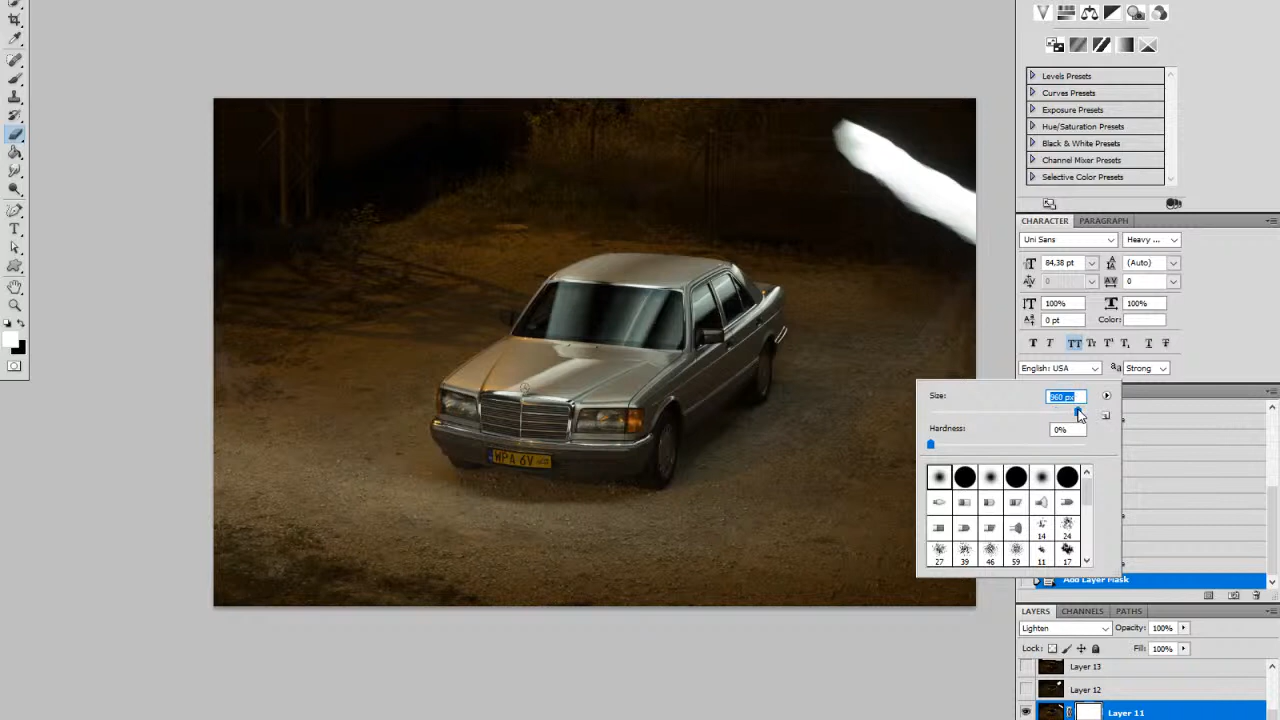 Levels Presets
Curves Presets
Exposure Presets
Hue/Saturation Presets
Black & White Presets
Channel Mixer Presets
Selective Color Presets
CHARACTER PARAGRAPH
Uni Sans Heavy ...
84,38 pt (Auto)
0 0
100% 100%
0 pt Color:
English: USA Strong
Size: 960 px
Hardness: 0%
14 24
27 39 46 59 11 17
Add Layer Mask
LAYERS CHANNELS PATHS
Lighten Opacity: 100%
Lock: Fill: 100%
Layer 13
Layer 12
Layer 11
WPA 6V